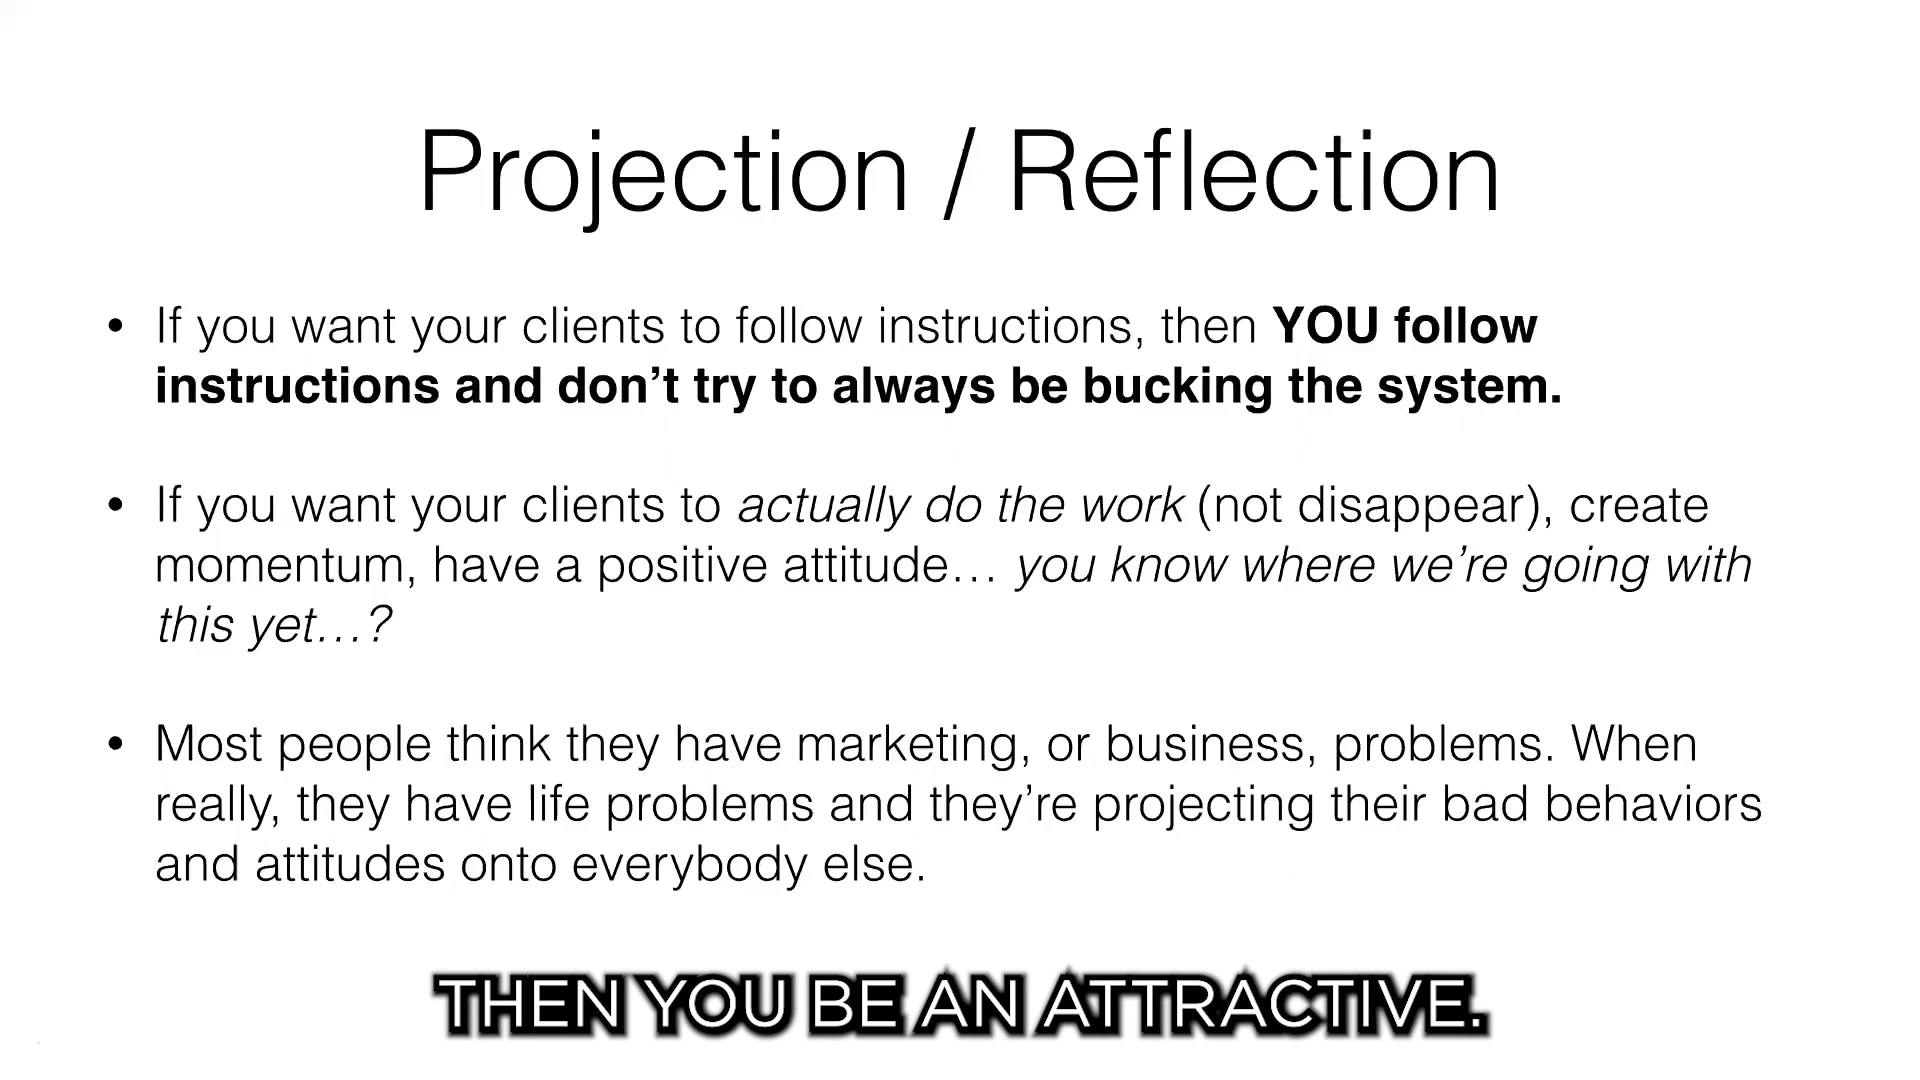 Projection / Reflection
• If you want your clients to follow instructions, then YOU follow
instructions and don’t try to always be bucking the system.
• If you want your clients to actually do the work (not disappear), create
momentum, have a positive attitude… you know where we’re going with
this yet…?
• Most people think they have marketing, or business, problems. When
really, they have life problems and they’re projecting their bad behaviors
and attitudes onto everybody else.
THEN YOU BE AN ATTRACTIVE.